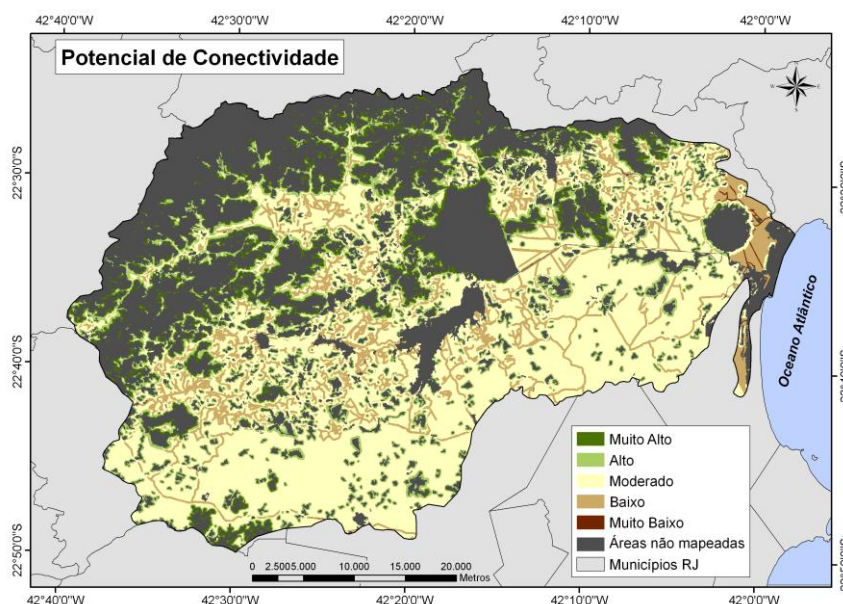 42°40'0"W 42°30'0"W 42°20'0"W 42°10'0"W 42°0'0"W
Potencial de Conectividade
22°30'0"S
22°40'0"S
22°50'0"S
Oceano Atlântico
Muito Alto
Alto
Moderado
Baixo
Muito Baixo
Áreas não mapeadas
Municípios RJ
0 2.5005.000 10.000 15.000 20.000
Metros
42°40'0"W 42°30'0"W 42°20'0"W 42°10'0"W 42°0'0"W